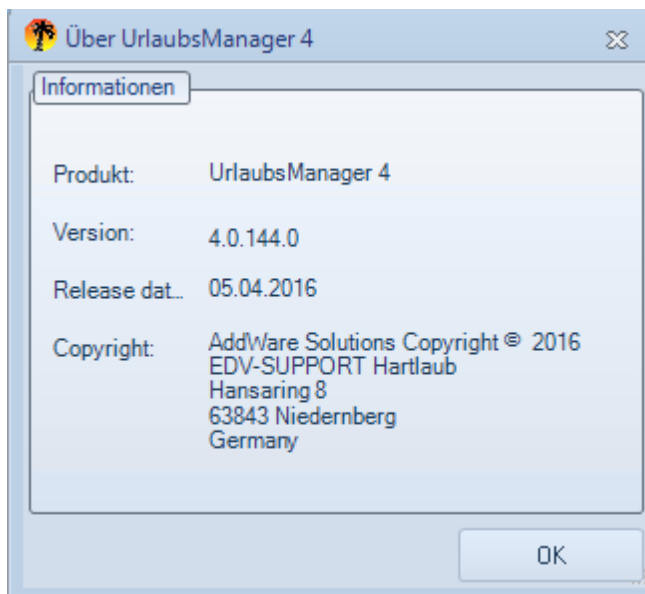 Über UrlaubsManager 4
Informationen
Produkt: UrlaubsManager 4
Version: 4.0.144.0
Release dat... 05.04.2016
Copyright: AddWare Solutions Copyright © 2016
EDV-SUPPORT Hartlaub
Hansaring 8
63843 Niedernberg
Germany
OK